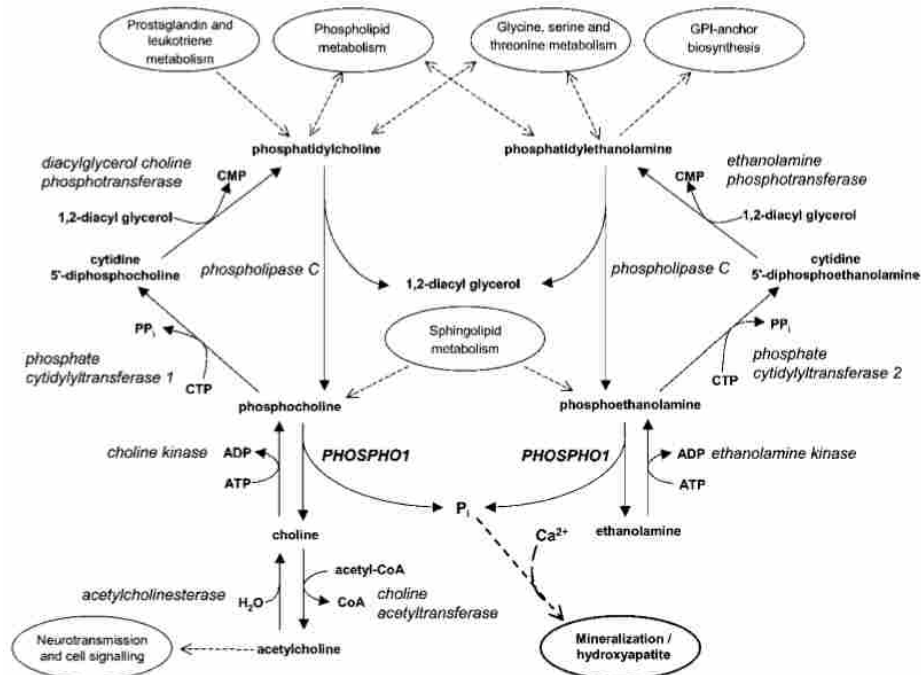 Prostaglandin and
leukotriene
metabolism
Phospholipid
metabolism
Glycine, serine and
threonine metabolism
GPI-anchor
biosynthesis
phosphatidylcholine
phosphatidylethanolamine
diacylglycerol choline
phosphotransferase
CMP
1,2-diacyl glycerol
cytidine
5'-diphosphocholine
phospholipase C
1,2-diacyl glycerol
phospholipase C
ethanolamine
phosphotransferase
CMP
1,2-diacyl glycerol
cytidine
5'-diphosphoethanolamine
Sphingolipid
metabolism
PPi
phosphate
cytidylyltransferase 1
CTP
PPi
phosphate
cytidylyltransferase 2
CTP
phosphocholine
phosphoethanolamine
choline kinase
ADP
ATP
PHOSPHO1
PHOSPHO1
ADP
ethanolamine kinase
ATP
Pi
choline
Ca2+
ethanolamine
acetylcholinesterase
H2O
acetyl-CoA
CoA
choline
acetyltransferase
Neurotransmission
and cell signalling
acetylcholine
Mineralization /
hydroxyapatite